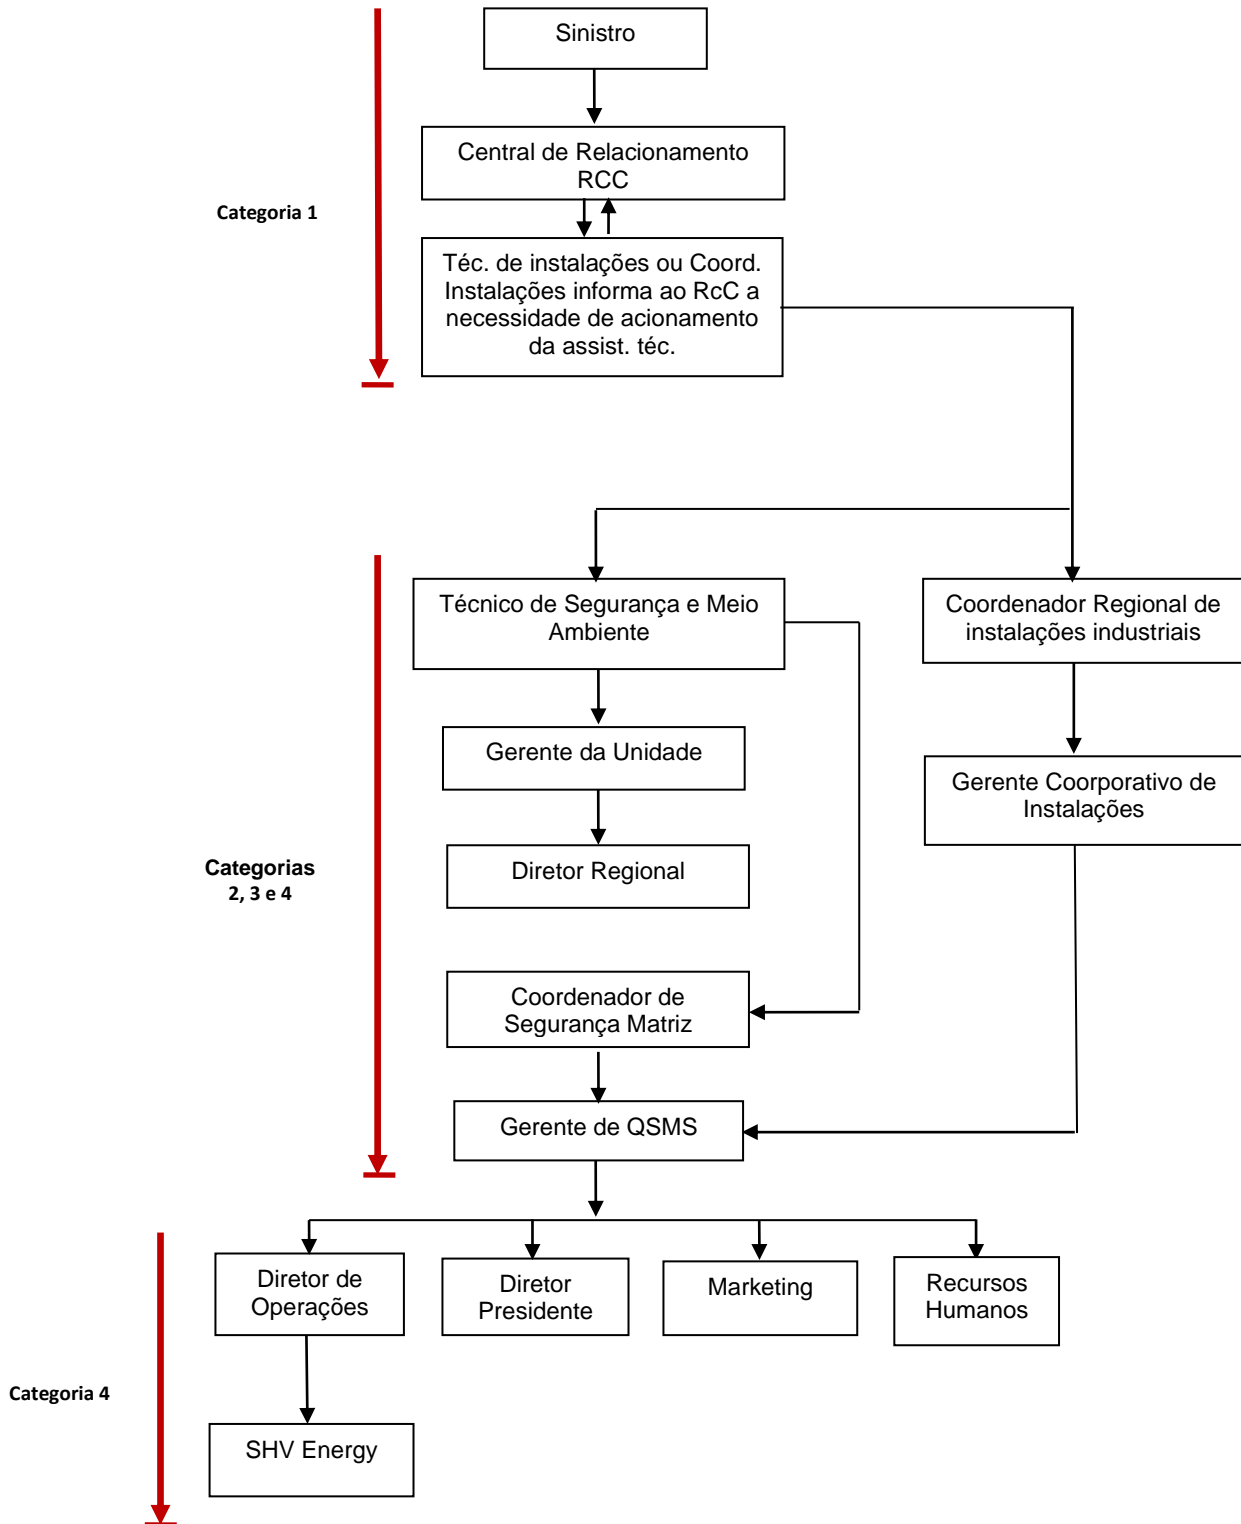 Sinistro
Central de Relacionamento
RCC
Categoria 1
Téc. de instalações ou Coord.
Instalações informa ao RcC a
necessidade de acionamento
da assist. téc.
Técnico de Segurança e Meio
Ambiente
Coordenador Regional de
instalações industriais
Gerente da Unidade
Gerente Coorporativo de
Instalações
Diretor Regional
Categorias
2, 3 e 4
Coordenador de
Segurança Matriz
Gerente de QSMS
Diretor de
Operações
Diretor
Presidente
Marketing
Recursos
Humanos
Categoria 4
SHV Energy